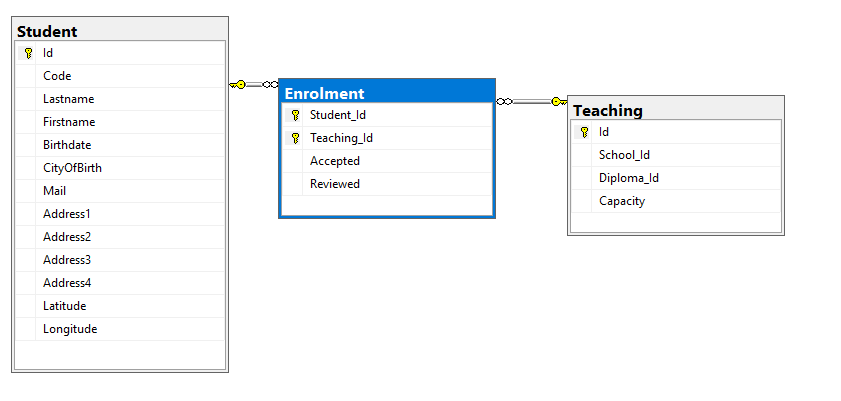 Student
Id
Code
Lastname
Firstname
Birthdate
CityOfBirth
Mail
Address1
Address2
Address3
Address4
Latitude
Longitude
Enrolment
Student_Id
Teaching_Id
Accepted
Reviewed
Teaching
Id
School_Id
Diploma_Id
Capacity